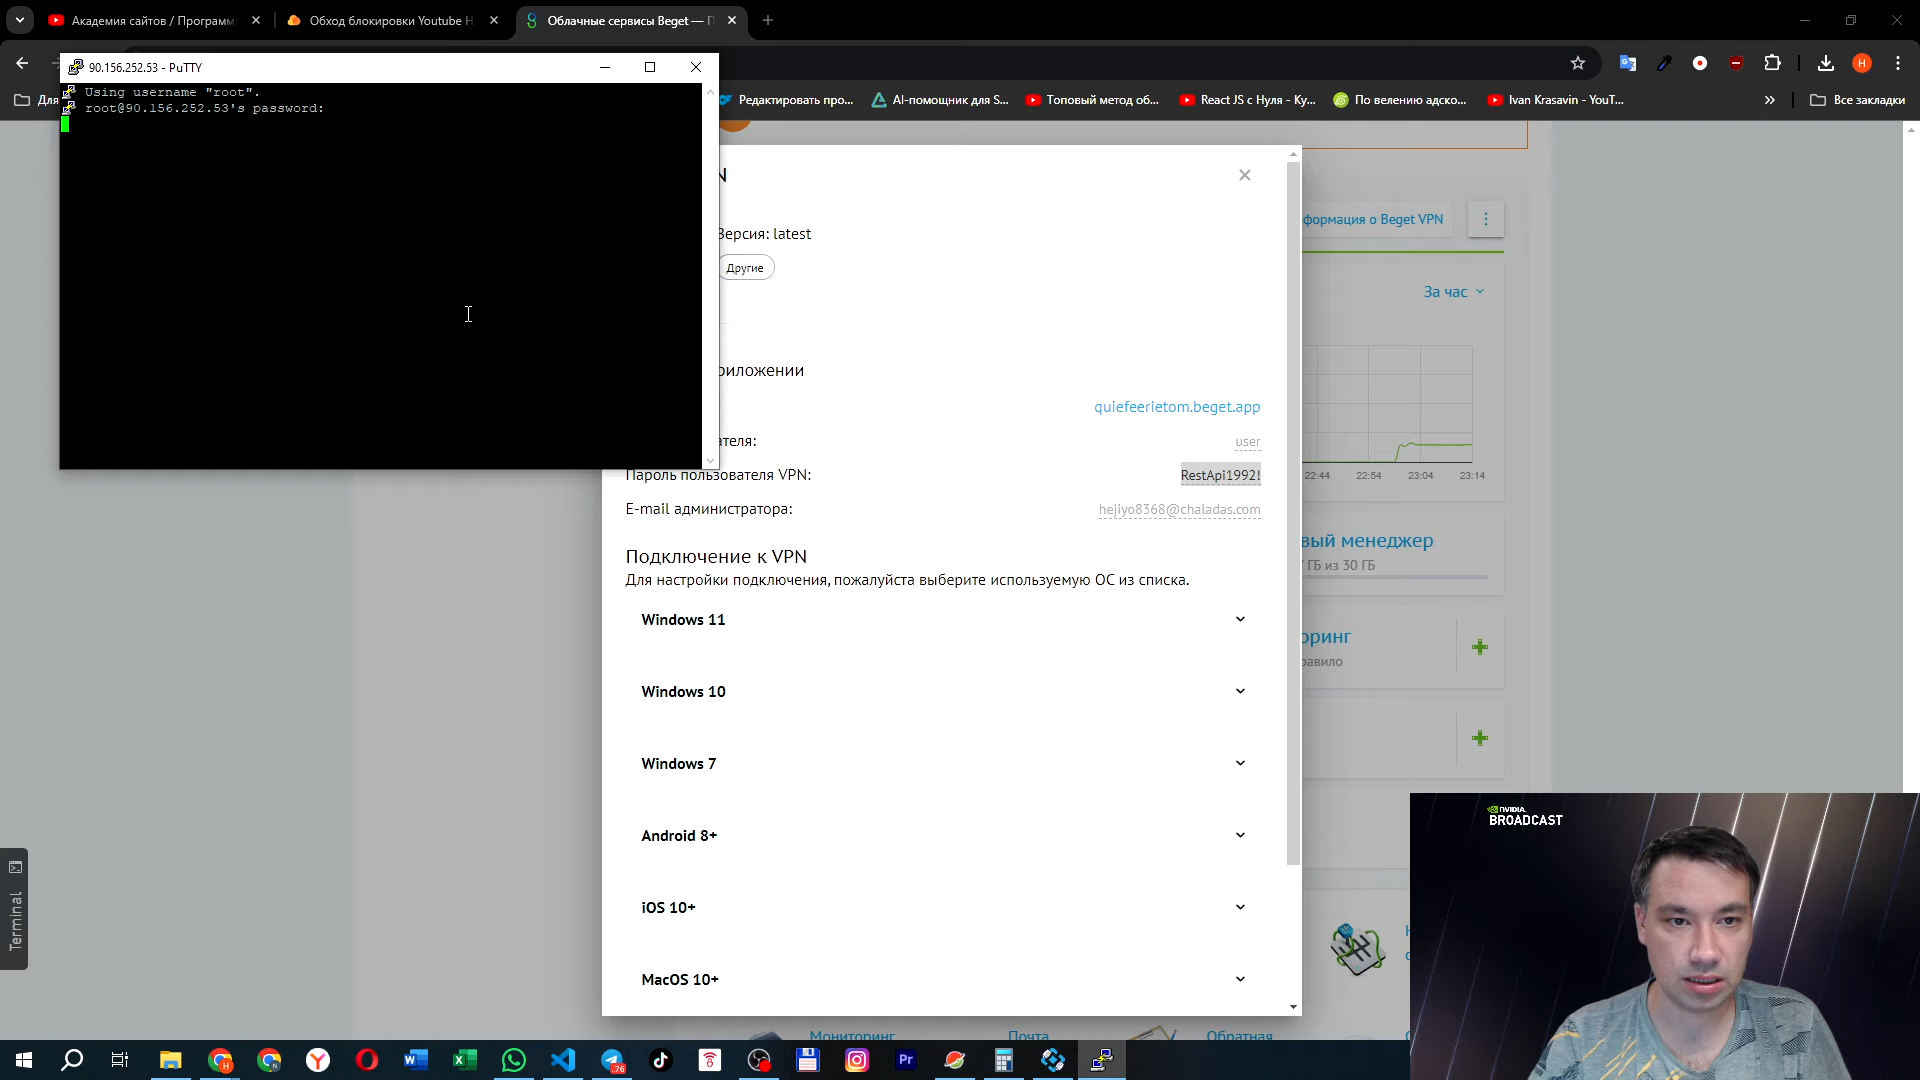 Академия сайтов / Программ
Обход блокировки Youtube Н
Облачные сервисы Beget — П
90.156.252.53 - PuTTY
Using username "root".
root@90.156.252.53's password:
Для
Редактировать про...
AI-помощник для S...
Топовый метод об...
React JS с Нуля - Ку...
По велению адско...
Ivan Krasavin - YouT...
Все закладки
N
Версия: latest
Другие
риложении
quiefeerietom.beget.app
ателя:
user
Пароль пользователя VPN:
RestApi1992!
E-mail администратора:
hejiyo8368@chaladas.com
Подключение к VPN
Для настройки подключения, пожалуйста выберите используемую ОС из списка.
Windows 11
Windows 10
Windows 7
Android 8+
iOS 10+
MacOS 10+
формация о Beget VPN
За час
22:44
22:54
23:04
23:14
вый менеджер
ГБ из 30 ГБ
оринг
равило
Terminal
NVIDIA.
BROADCAST
Мониторинг
Почта
Обратная
76
Pr